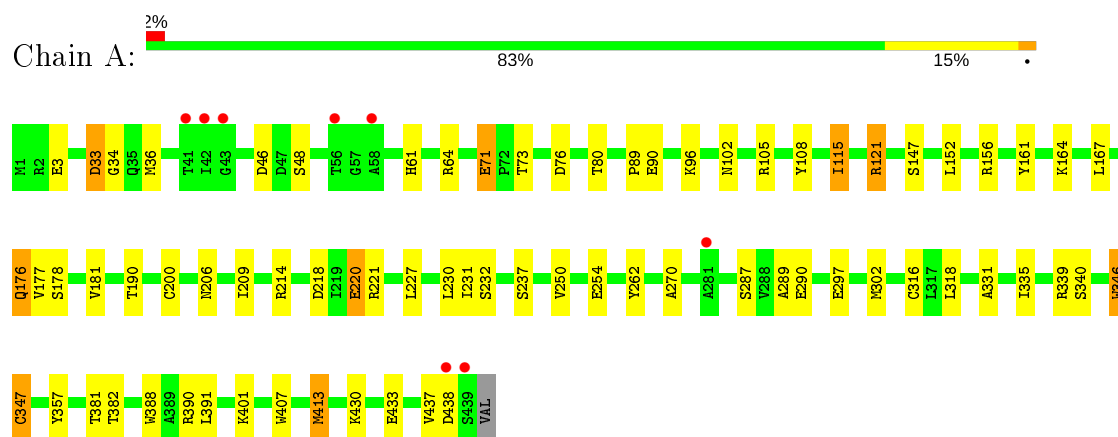 2%
Chain A:
83% 15% •
M1 R2 E3 D33 G34 Q35 M36 T41 I42 G43 D46 D47 S48 T56 G57 A58 H61 R64 E71 P72 T73 D76 T80 P89 E90 K96 N102 R105 Y108 I115 R121 S147 L152 R156 Y161 K164 L167
Q176 V177 S178 V181 T190 C200 N206 I209 R214 D218 I219 E220 R221 L227 L230 I231 S232 S237 V250 E254 Y262 A270 A281 S287 V288 A289 E290 E297 M302 C316 L317 L318 A331 I335 R339 S340 W346
C347 Y357 T381 T382 W388 A389 R390 L391 K401 W407 M413 K430 E433 V437 D438 S439 VAL